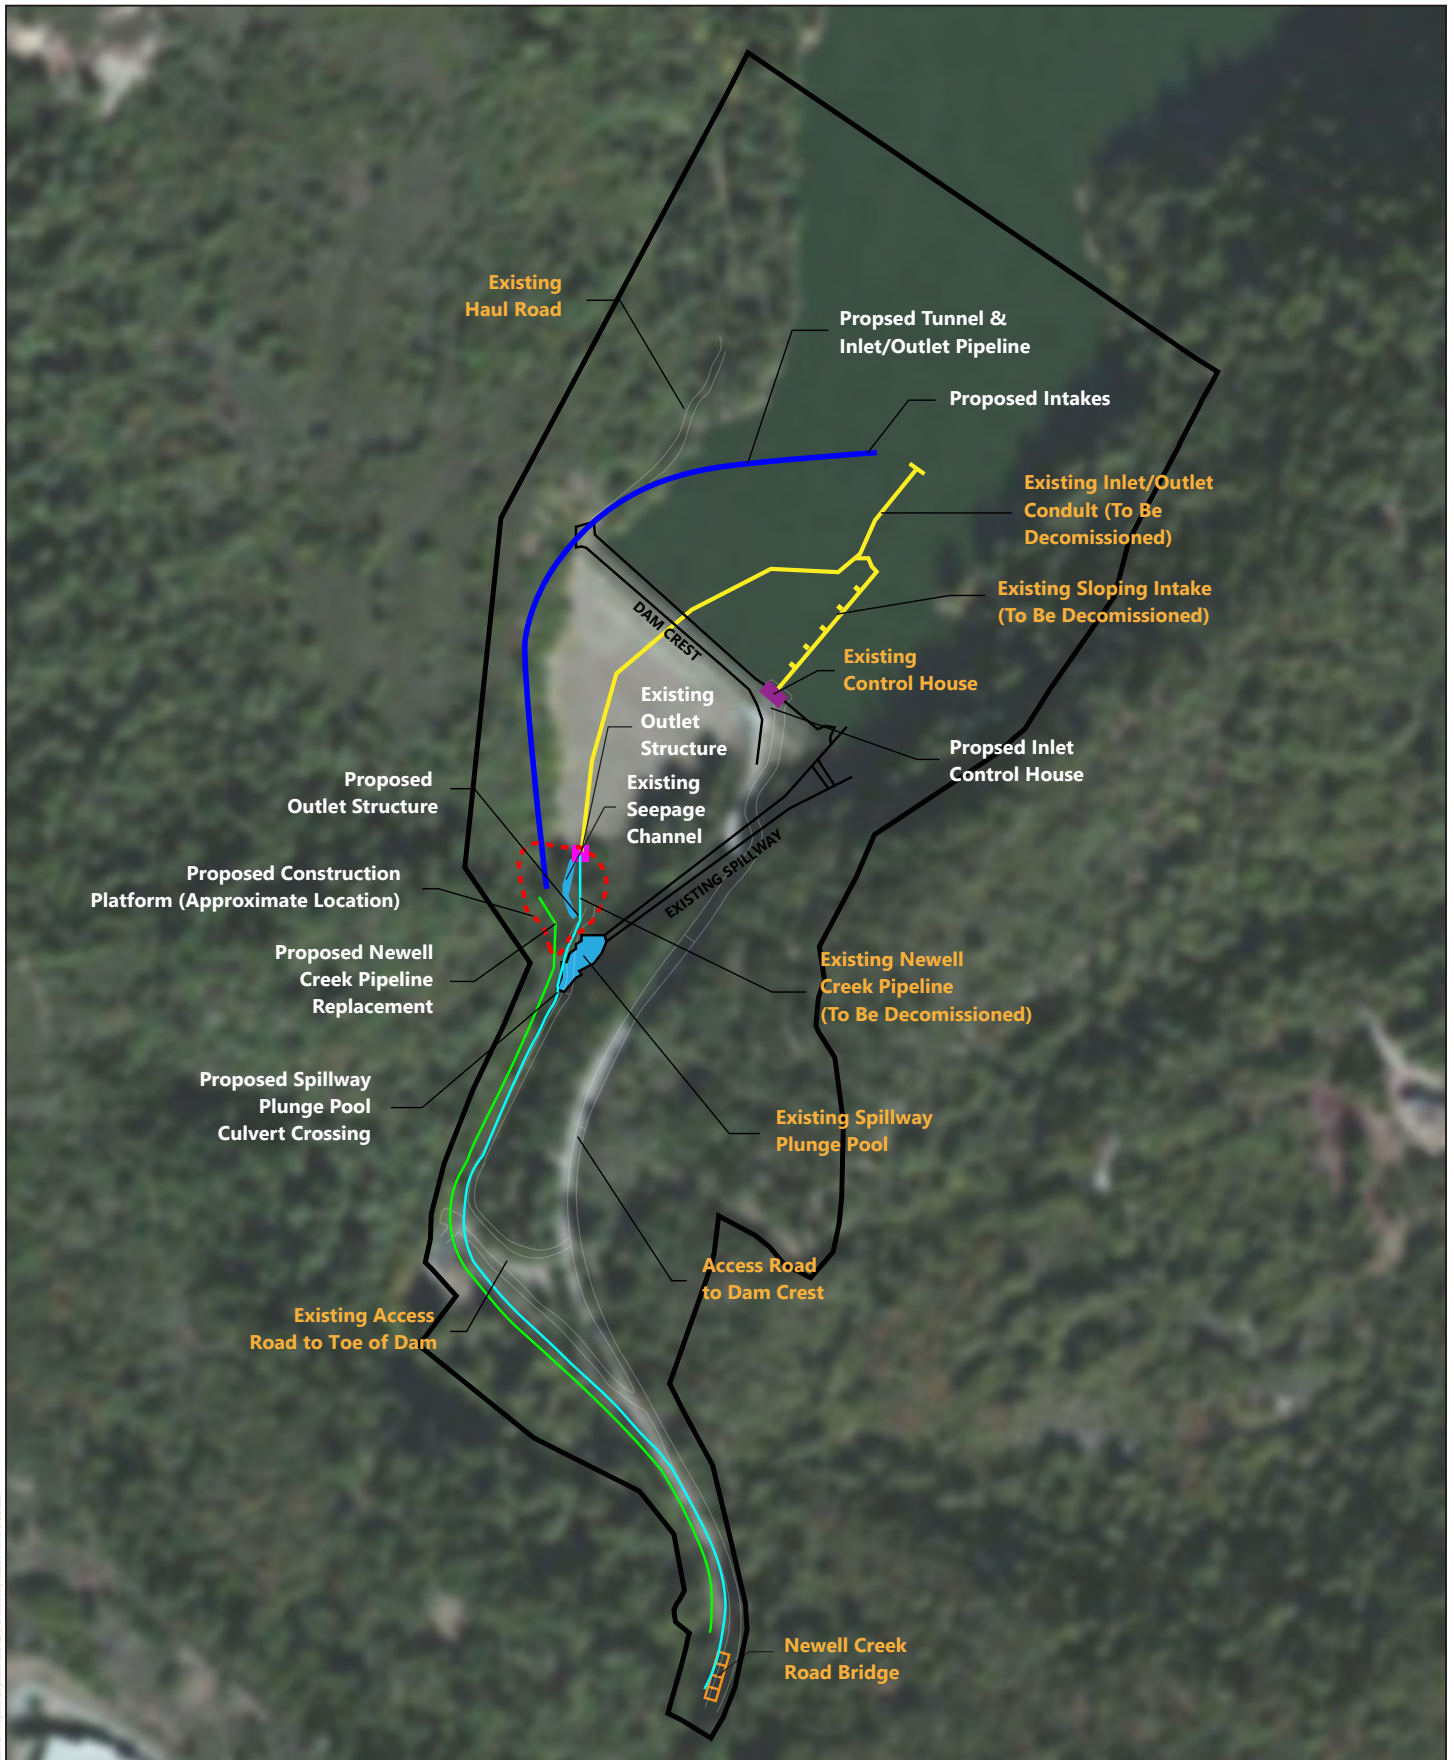 Existing
Haul Road
Propsed Tunnel &
Inlet/Outlet Pipeline
Proposed Intakes
Existing Inlet/Outlet
Condult (To Be
Decomissioned)
Existing Sloping Intake
(To Be Decomissioned)
DAM CREST
Existing
Control House
Existing
Outlet
Structure
Propsed Inlet
Control House
Proposed
Outlet Structure
Existing
Seepage
Channel
EXISTING SPILLWAY
Proposed Construction
Platform (Approximate Location)
Proposed Newell
Creek Pipeline
Replacement
Existing Newell
Creek Pipeline
(To Be Decomissioned)
Proposed Spillway
Plunge Pool
Culvert Crossing
Existing Spillway
Plunge Pool
Access Road
to Dam Crest
Existing Access
Road to Toe of Dam
Newell Creek
Road Bridge